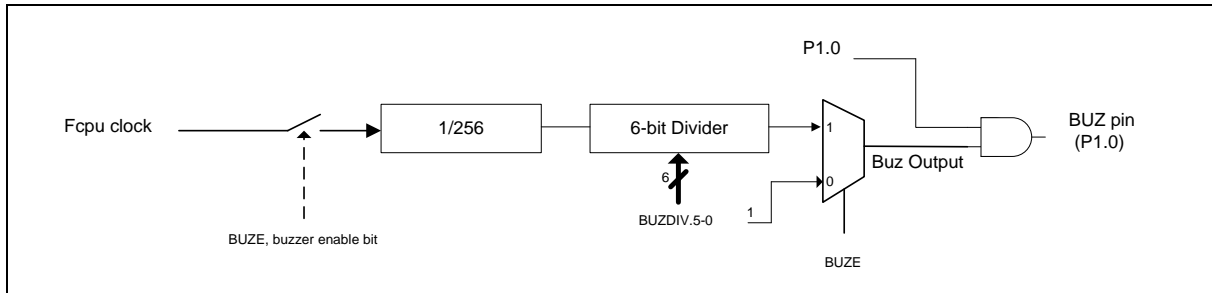 P1.0
Fcpu clock
1/256
6-bit Divider
1
BUZ pin
(P1.0)
Buz Output
6
0
BUZDIV.5-0
1
BUZE, buzzer enable bit
BUZE